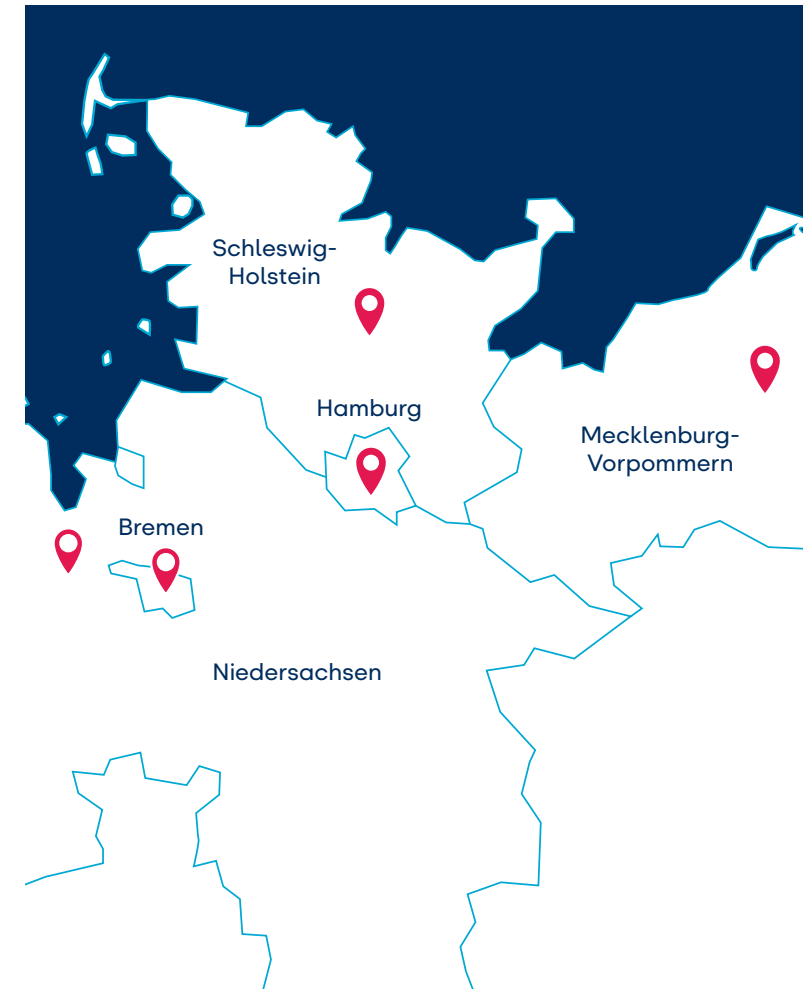 Schleswig-
Holstein
Hamburg
Mecklenburg-
Vorpommern
Bremen
Niedersachsen